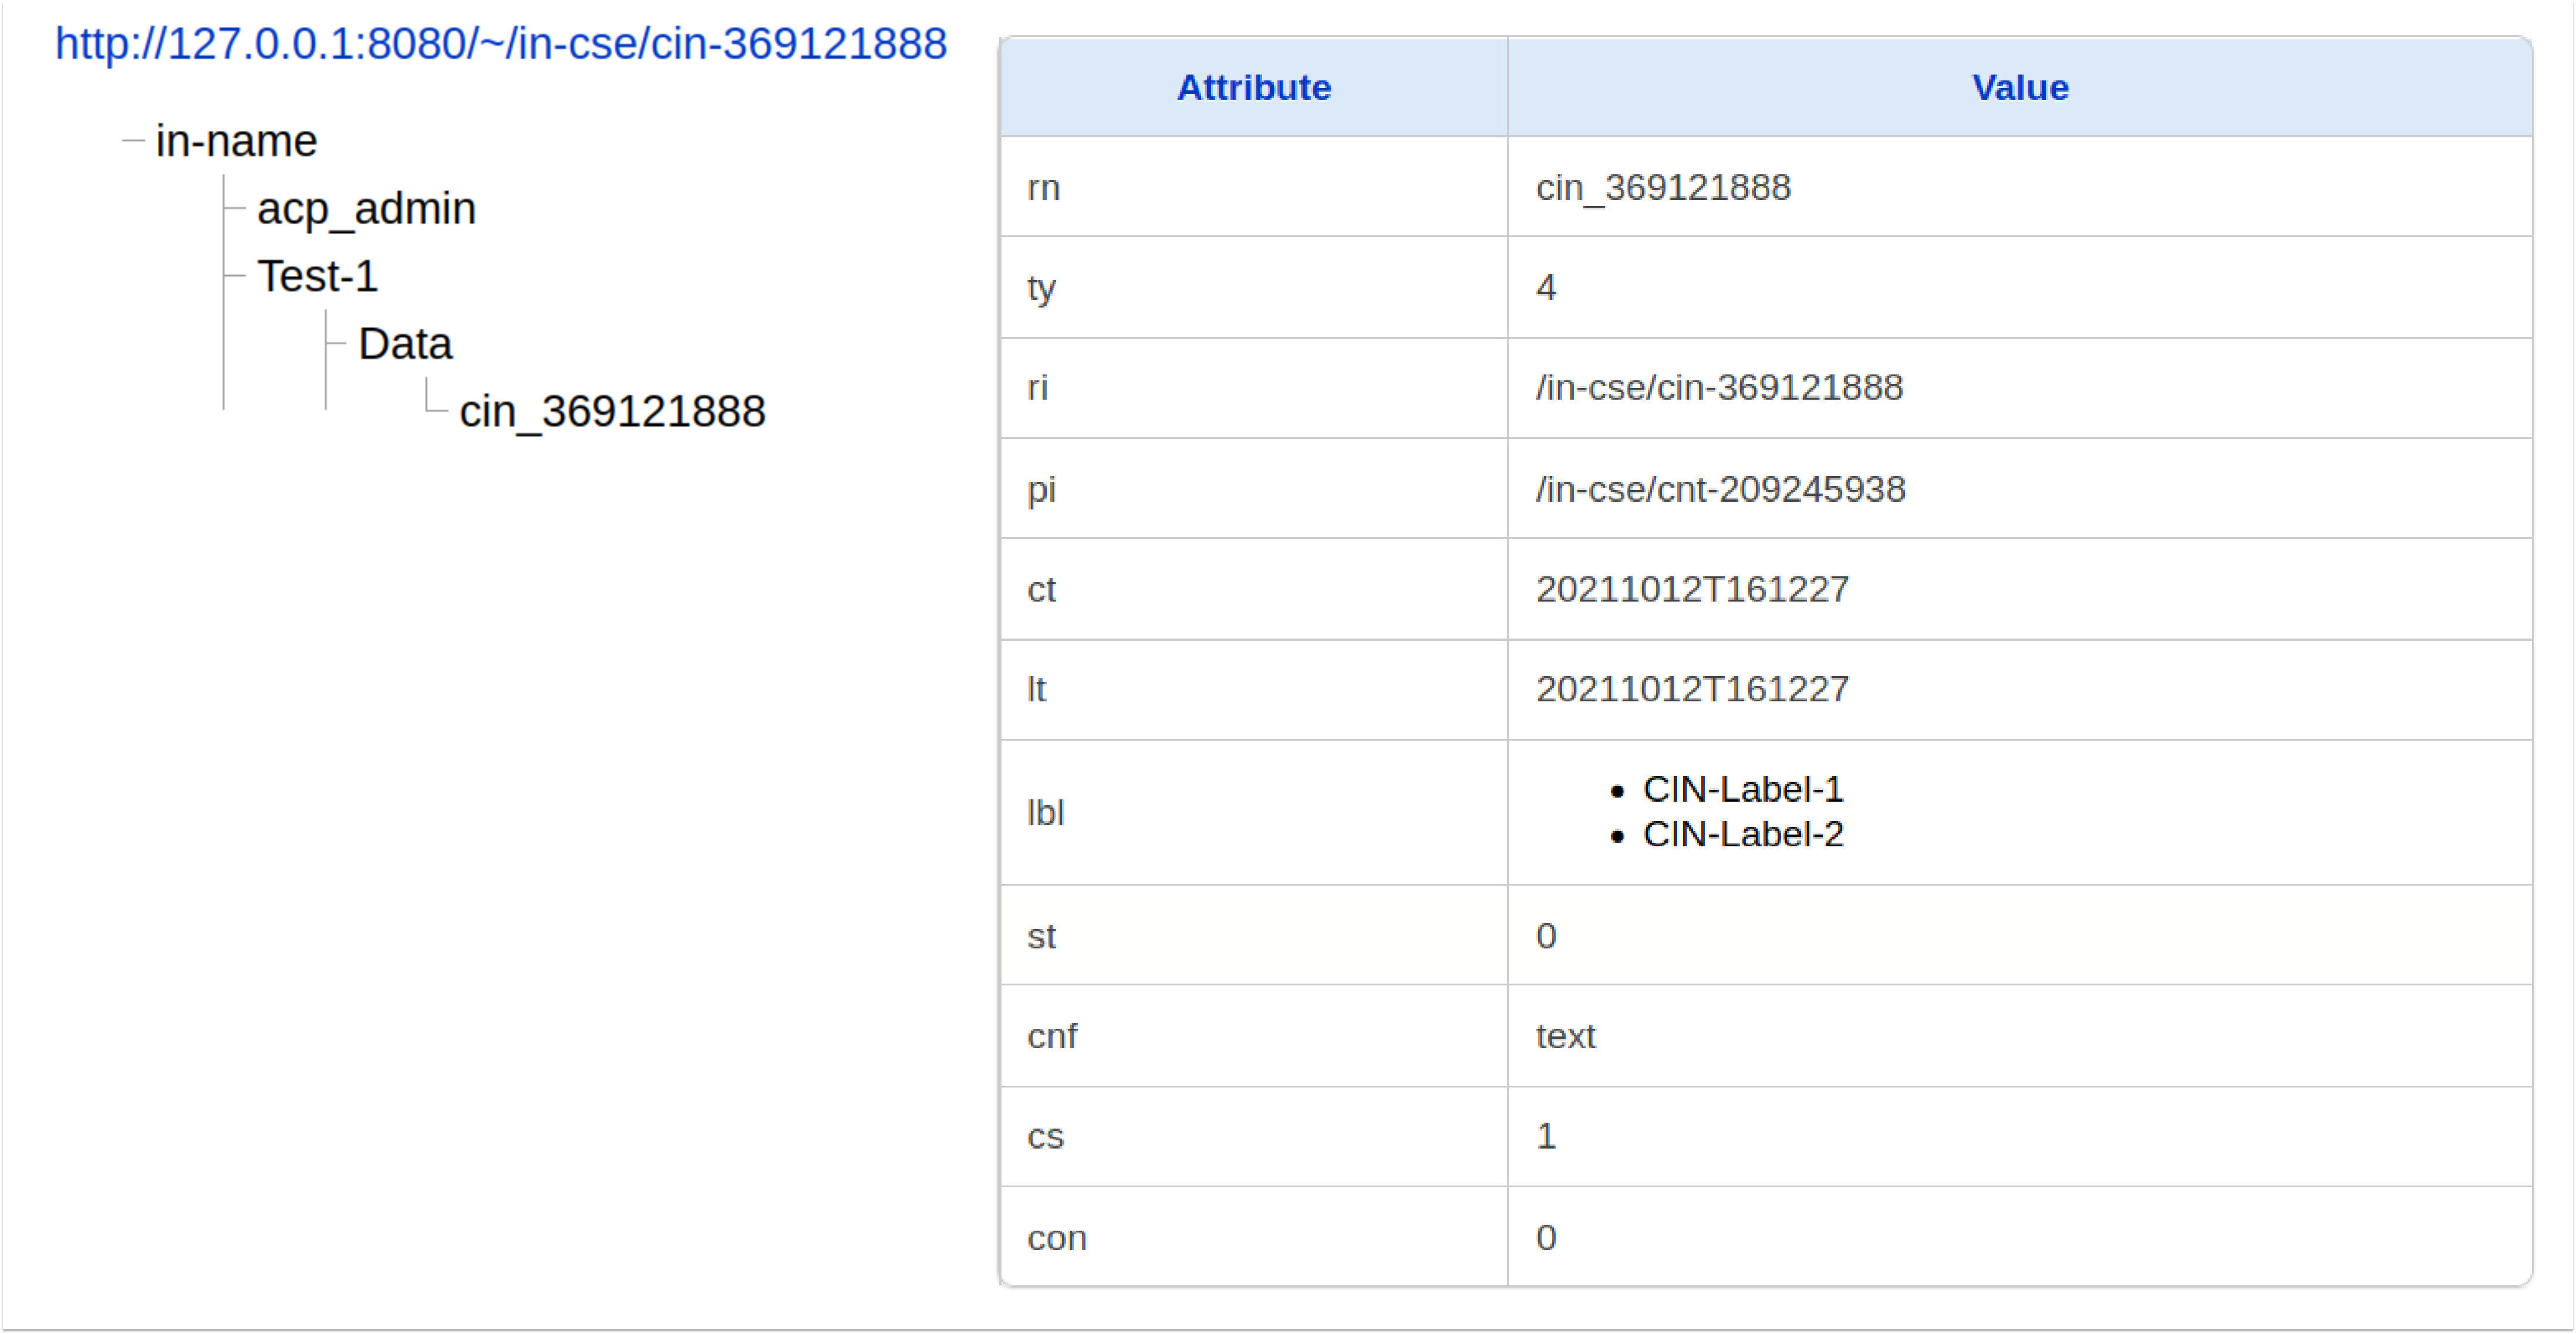 http://127.0.0.1:8080/~/in-cse/cin-369121888
in-name
acp_admin
Test-1
Data
cin_369121888
Attribute Value
rn cin_369121888
ty 4
ri /in-cse/cin-369121888
pi /in-cse/cnt-209245938
ct 20211012T161227
lt 20211012T161227
lbl
• CIN-Label-1
• CIN-Label-2
st 0
cnf text
cs 1
con 0